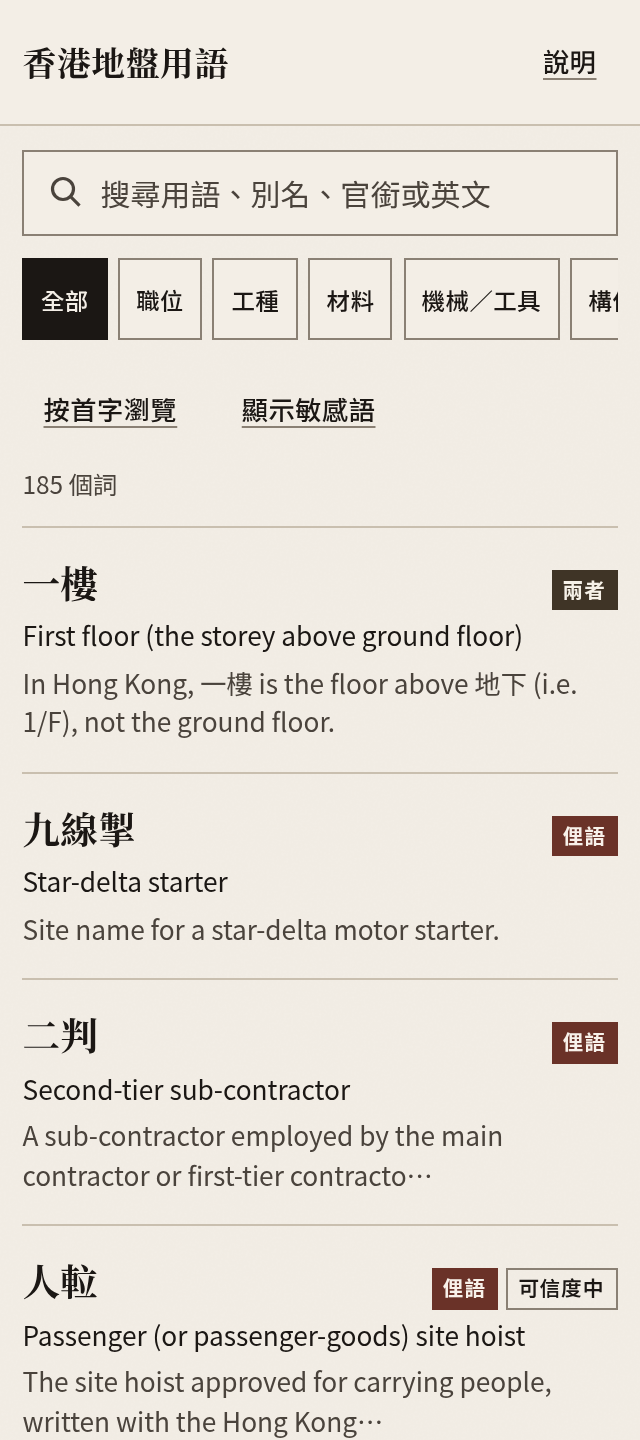 香港地盤用語
說明
搜尋用語、別名、官銜或英文
全部
職位
工種
材料
機械／工具
按首字瀏覽
顯示敏感語
185 個詞
一樓
兩者
First floor (the storey above ground floor)
In Hong Kong, 一樓 is the floor above 地下 (i.e.
1/F), not the ground floor.
九線掣
俚語
Star-delta starter
Site name for a star-delta motor starter.
二判
俚語
Second-tier sub-contractor
A sub-contractor employed by the main
contractor or first-tier contracto…
人𨋢
俚語
可信度中
Passenger (or passenger-goods) site hoist
The site hoist approved for carrying people,
written with the Hong Kong…